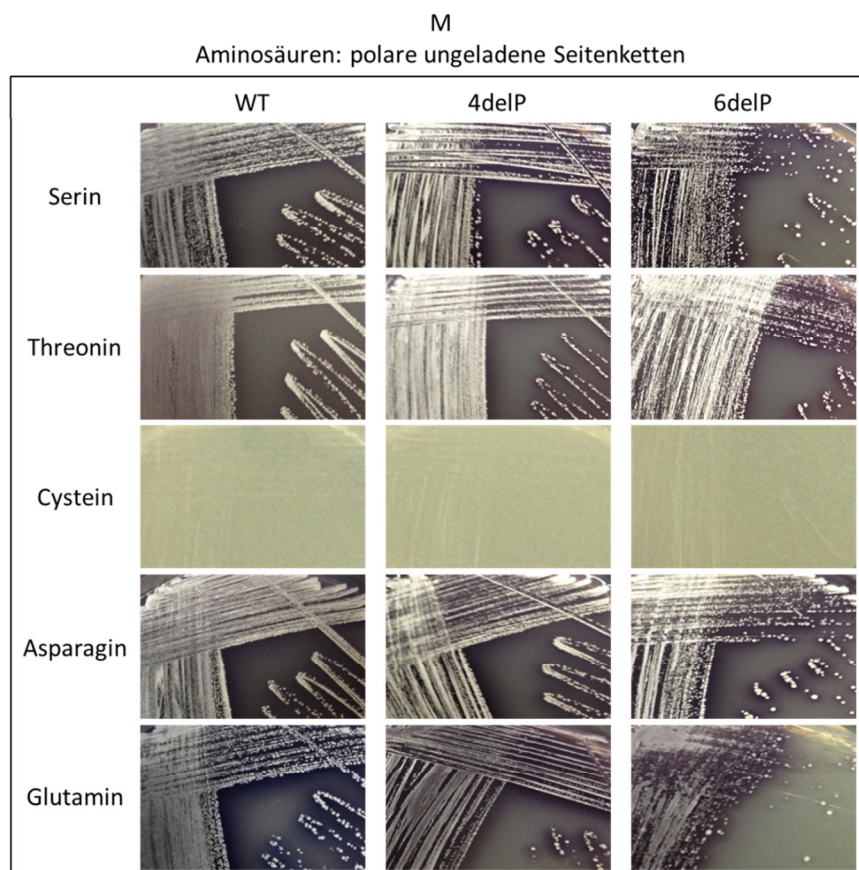 M
Aminosäuren: polare ungeladene Seitenketten
WT 4delP 6delP
Serin
Threonin
Cystein
Asparagin
Glutamin